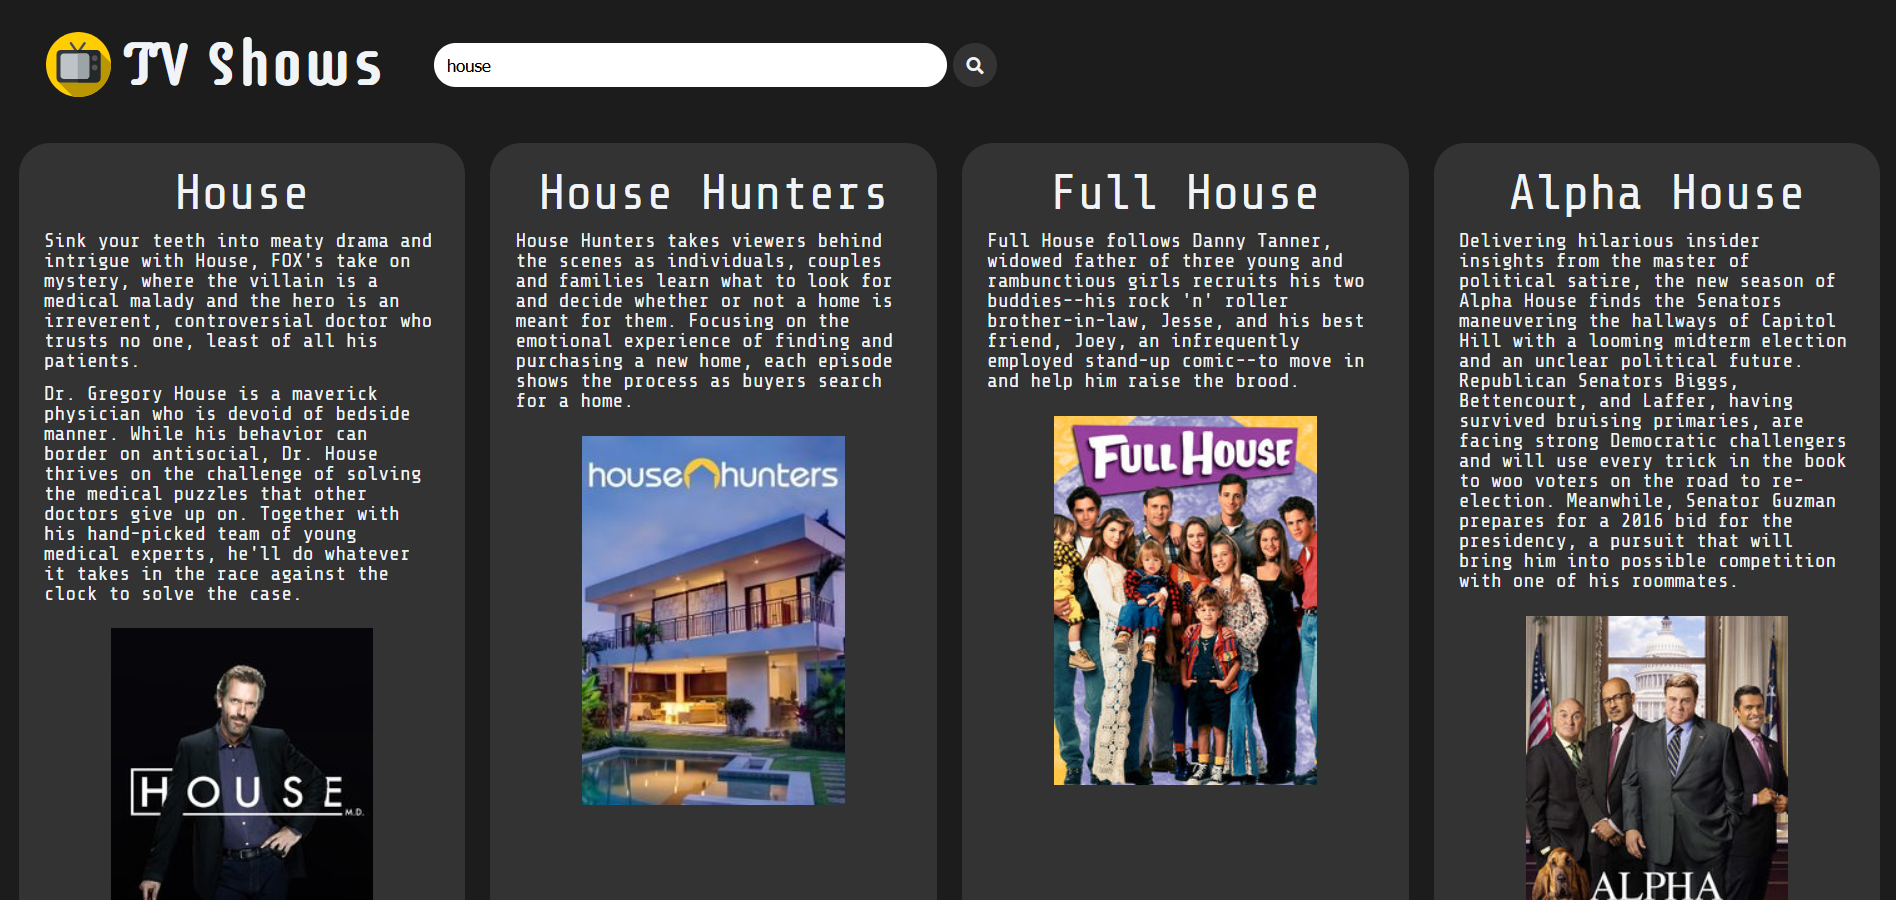 TV Shows
house
House
Sink your teeth into meaty drama and
intrigue with House, FOX's take on
mystery, where the villain is a
medical malady and the hero is an
irreverent, controversial doctor who
trusts no one, least of all his
patients.
Dr. Gregory House is a maverick
physician who is devoid of bedside
manner. While his behavior can
border on antisocial, Dr. House
thrives on the challenge of solving
the medical puzzles that other
doctors give up on. Together with
his hand-picked team of young
medical experts, he'll do whatever
it takes in the race against the
clock to solve the case.
HOUSE
M.D.
House Hunters
House Hunters takes viewers behind
the scenes as individuals, couples
and families learn what to look for
and decide whether or not a home is
meant for them. Focusing on the
emotional experience of finding and
purchasing a new home, each episode
shows the process as buyers search
for a home.
house hunters
Full House
Full House follows Danny Tanner,
widowed father of three young and
rambunctious girls recruits his two
buddies--his rock 'n' roller
brother-in-law, Jesse, and his best
friend, Joey, an infrequently
employed stand-up comic--to move in
and help him raise the brood.
FULL HOUSE
Alpha House
Delivering hilarious insider
insights from the master of
political satire, the new season of
Alpha House finds the Senators
maneuvering the hallways of Capitol
Hill with a looming midterm election
and an unclear political future.
Republican Senators Biggs,
Bettencourt, and Laffer, having
survived bruising primaries, are
facing strong Democratic challengers
and will use every trick in the book
to woo voters on the road to re-
election. Meanwhile, Senator Guzman
prepares for a 2016 bid for the
presidency, a pursuit that will
bring him into possible competition
with one of his roommates.
ALPHA